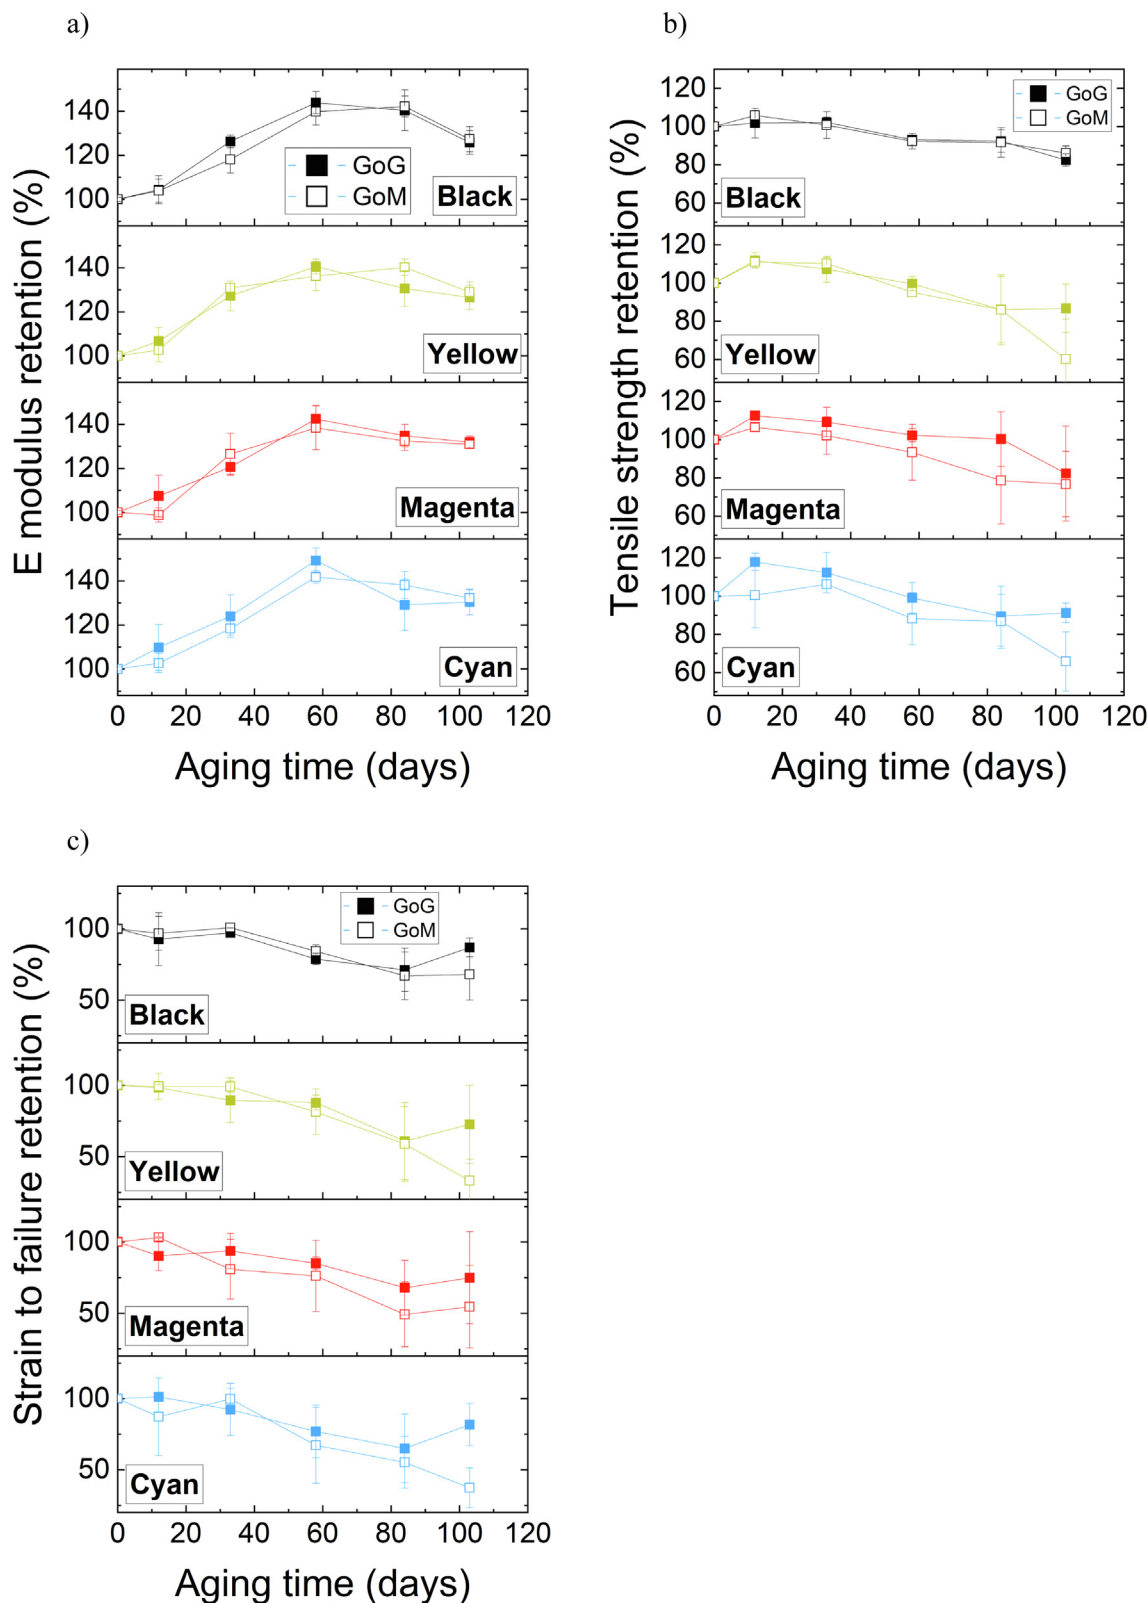 a)
E modulus retention (%)
140
120
100
GoG
GoM
Black
140
120
100
Yellow
140
120
100
Magenta
140
120
100
Cyan
0 20 40 60 80 100 120
Aging time (days)
b)
Tensile strength retention (%)
120
100
80
60
GoG
GoM
Black
120
100
80
60
Yellow
120
100
80
60
Magenta
120
100
80
60
Cyan
0 20 40 60 80 100 120
Aging time (days)
c)
Strain to failure retention (%)
100
50
GoG
GoM
Black
100
50
Yellow
100
50
Magenta
100
50
Cyan
0 20 40 60 80 100 120
Aging time (days)